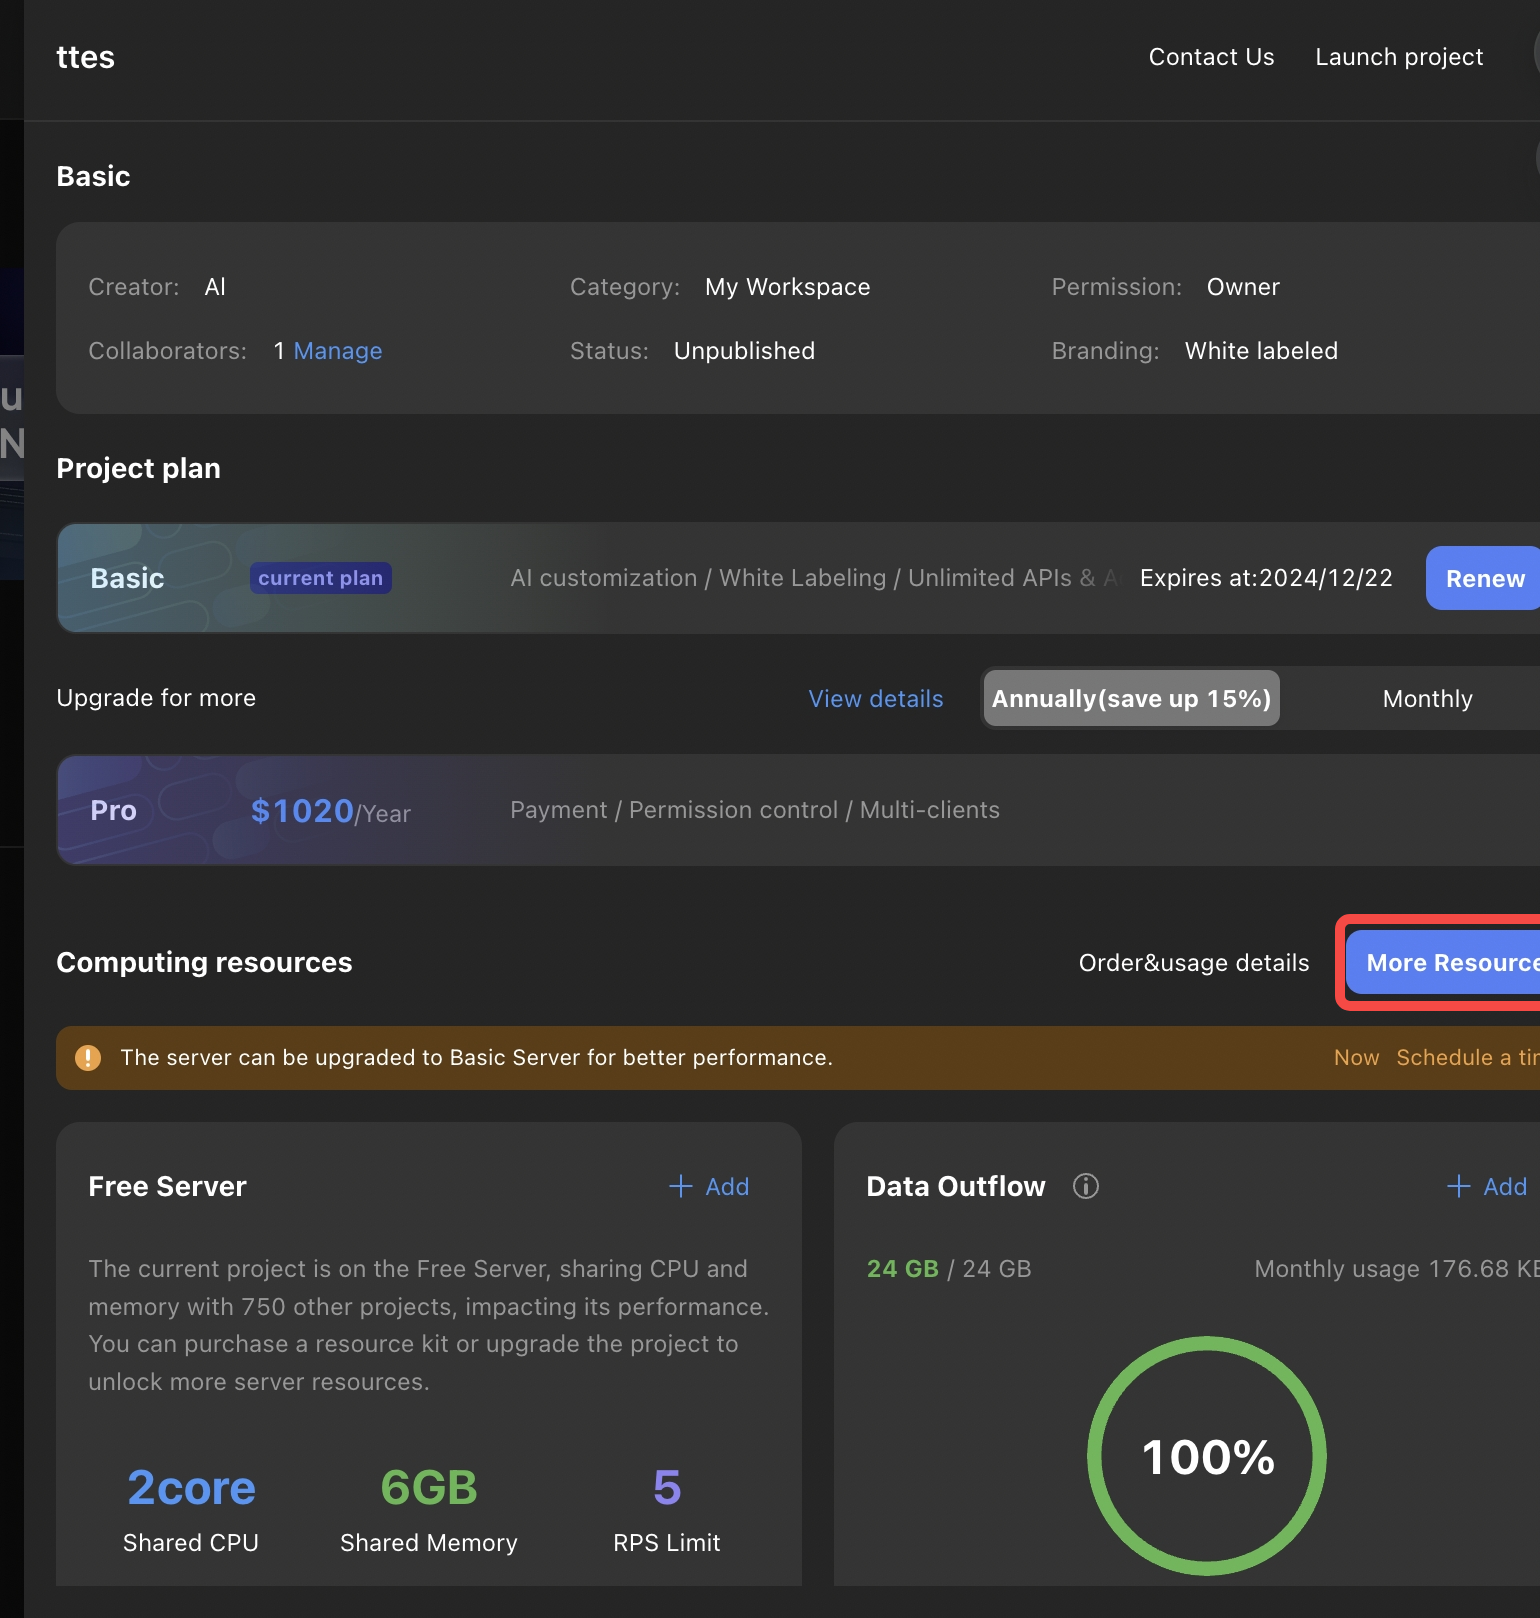 ttes
Contact Us
Launch project
Basic
Creator: Al
Category: My Workspace
Permission: Owner
Collaborators: 1 Manage
Status: Unpublished
Branding: White labeled
u
N
Project plan
Basic
current plan
AI customization / White Labeling / Unlimited APIs &
Expires at:2024/12/22
Renew
Upgrade for more
View details
Annually(save up 15%)
Monthly
Pro
$1020/Year
Payment / Permission control / Multi-clients
Computing resources
Order&usage details
More Resource
The server can be upgraded to Basic Server for better performance.
Now
Schedule a
Free Server
+ Add
The current project is on the Free Server, sharing CPU and
memory with 750 other projects, impacting its performance.
You can purchase a resource kit or upgrade the project to
unlock more server resources.
2core
Shared CPU
6GB
Shared Memory
5
RPS Limit
Data Outflow
+ Add
24 GB / 24 GB
Monthly usage 176.68
100%